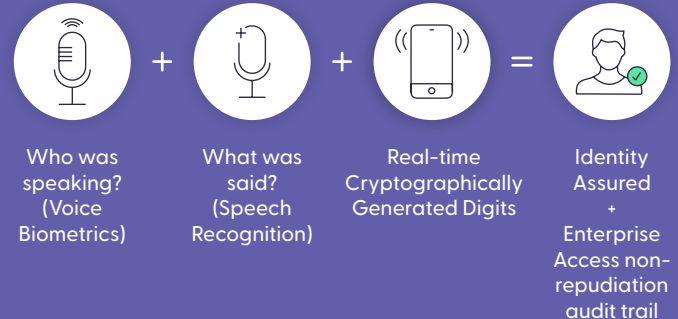 + + =
Who was
speaking?
(Voice
Biometrics)
What was
said?
(Speech
Recognition)
Real-time
Cryptographically
Generated Digits
Identity
Assured
+
Enterprise
Access non-
repudiation
audit trail